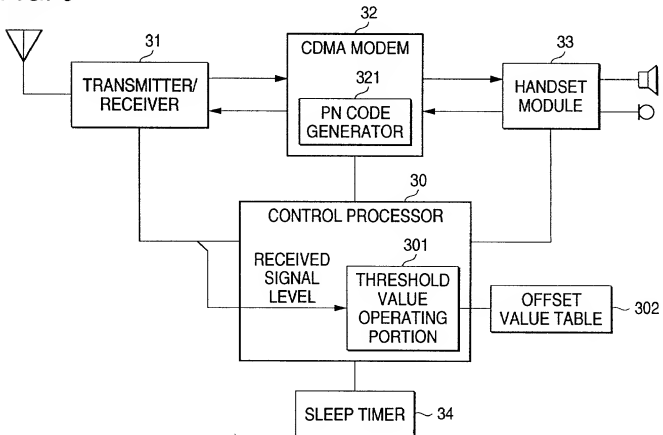 31
TRANSMITTER/
RECEIVER
32
CDMA MODEM
321
PN CODE
GENERATOR
33
HANDSET
MODULE
30
CONTROL PROCESSOR
RECEIVED
SIGNAL
LEVEL
301
THRESHOLD
VALUE
OPERATING
PORTION
OFFSET
VALUE TABLE
302
SLEEP TIMER
34